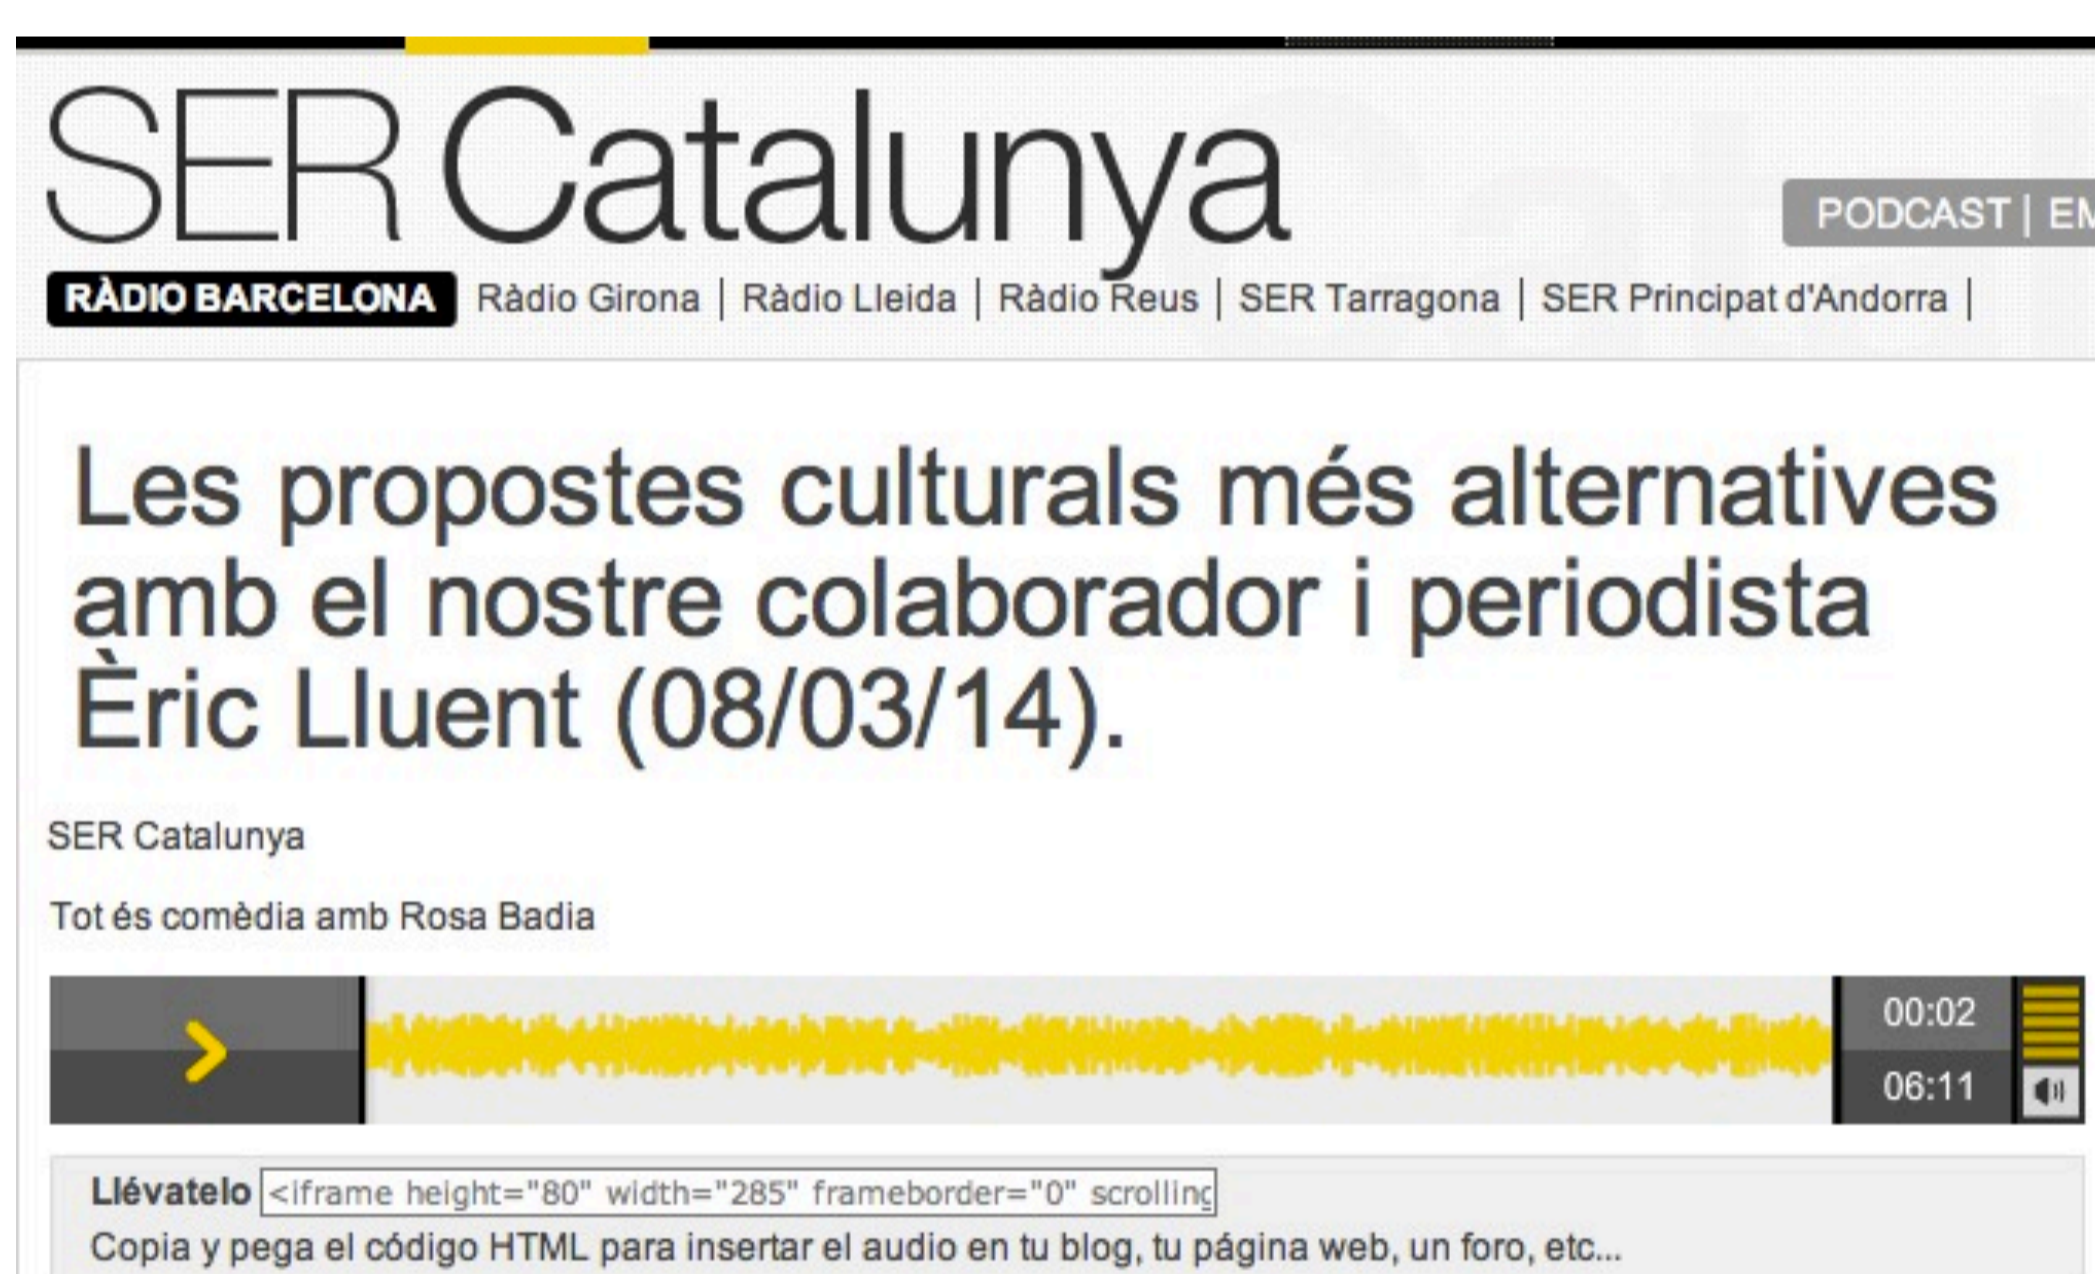 SER Catalunya
PODCAST | EM
RÀDIO BARCELONA Ràdio Girona | Ràdio Lleida | Ràdio Reus | SER Tarragona | SER Principat d'Andorra |
Les propostes culturals més alternatives
amb el nostre colaborador i periodista
Èric Lluent (08/03/14).
SER Catalunya
Tot és comèdia amb Rosa Badia
00:02
06:11
Llévatelo <iframe height="80" width="285" frameborder="0" scrolling
Copia y pega el código HTML para insertar el audio en tu blog, tu página web, un foro, etc...